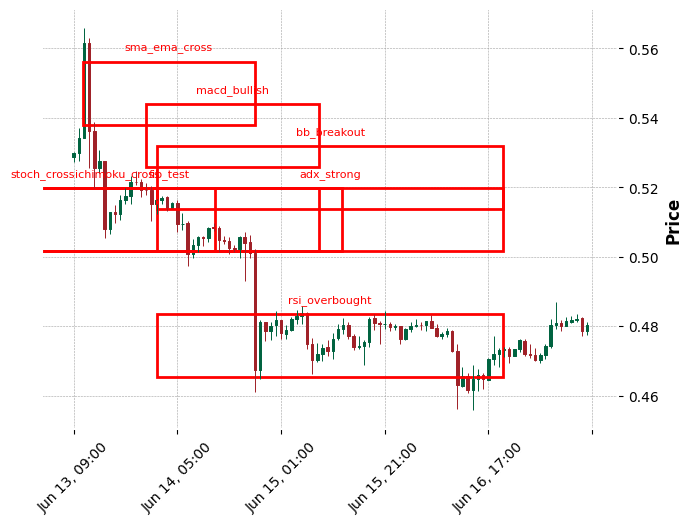 sma_ema_cross
macd_bullish
bb_breakout
stoch_cross
ichimoku_cross
adx_strong
rsi_overbought
0.56
0.54
0.52
0.50
0.48
0.46
Price
Jun 13, 09:00
Jun 14, 05:00
Jun 15, 01:00
Jun 15, 21:00
Jun 16, 17:00